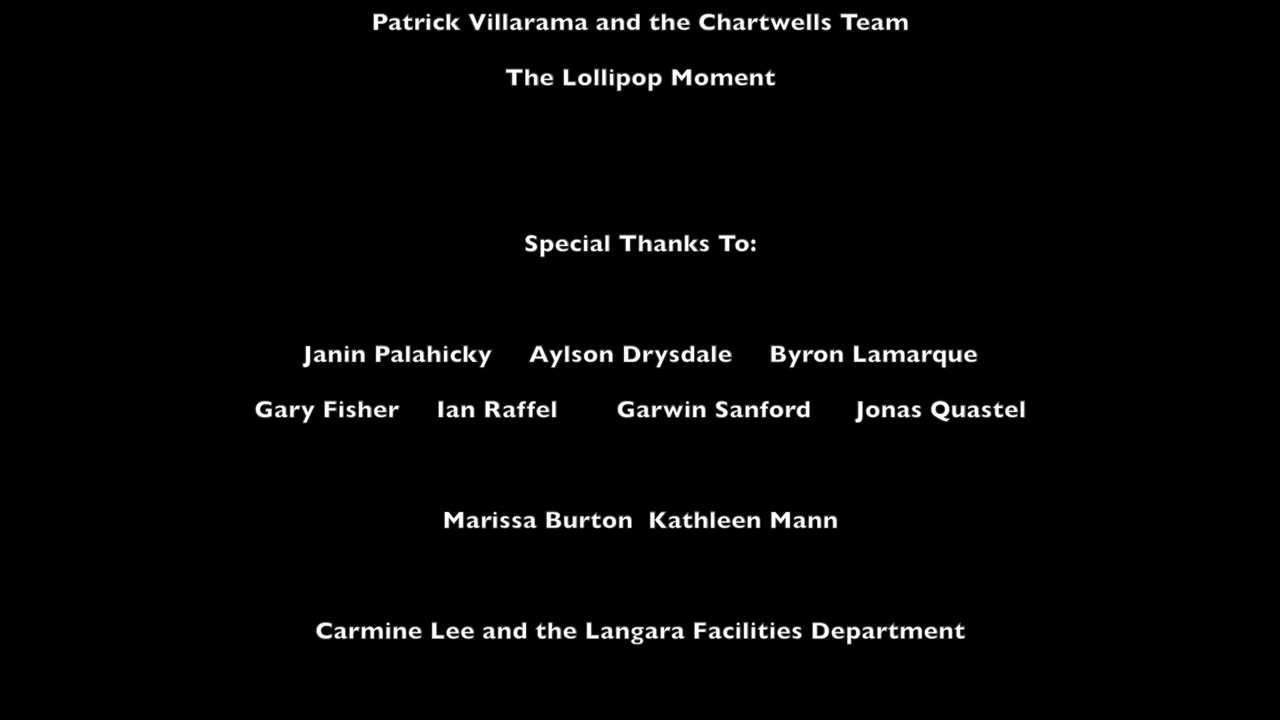 Patrick Villarama and the Chartwells Team
The Lollipop Moment
Special Thanks To:
Janin Palahicky Aylson Drysdale Byron Lamarque
Gary Fisher Ian Raffel Garwin Sanford Jonas Quastel
Marissa Burton Kathleen Mann
Carmine Lee and the Langara Facilities Department